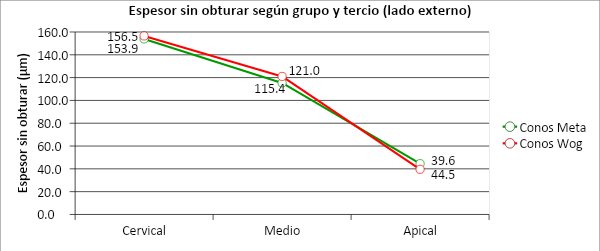 Espesor sin obturar según grupo y tercio (lado externo)
Espesor sin obturar (µm)
160.0
140.0
120.0
100.0
80.0
60.0
40.0
20.0
0.0
156.5
153.9
121.0
115.4
39.6
44.5
Cervical
Medio
Apical
Conos Meta
Conos Wog